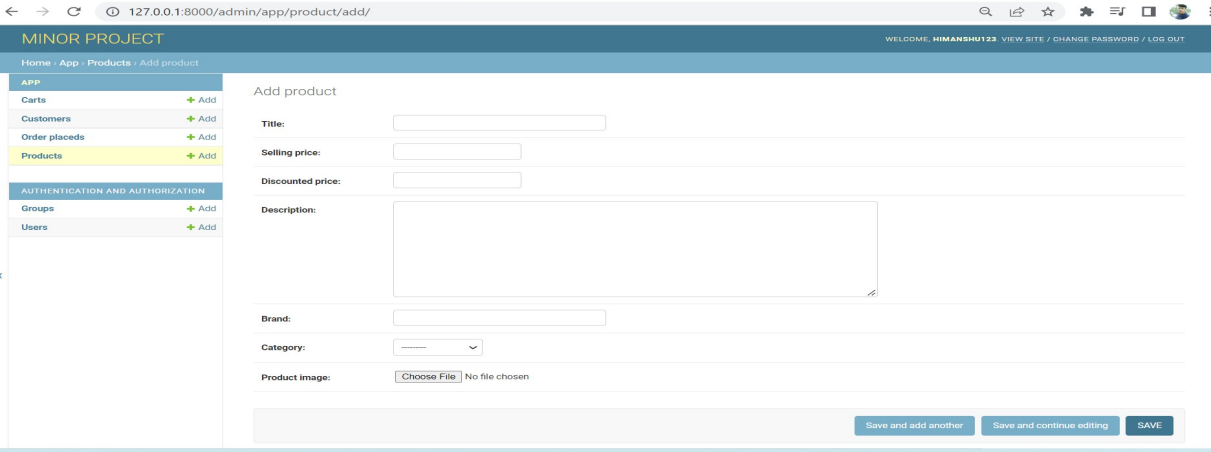 127.0.0.1:8000/admin/app/product/add/
MINOR PROJECT
WELCOME, HIMANSHU123. VIEW SITE / CHANGE PASSWORD / LOG OUT
Home › App › Products › Add product
APP
Carts + Add
Customers + Add
Order placeds + Add
Products + Add
AUTHENTICATION AND AUTHORIZATION
Groups + Add
Users + Add
Add product
Title:
Selling price:
Discounted price:
Description:
Brand:
Category: ---------
Product image: Choose File No file chosen
Save and add another Save and continue editing SAVE